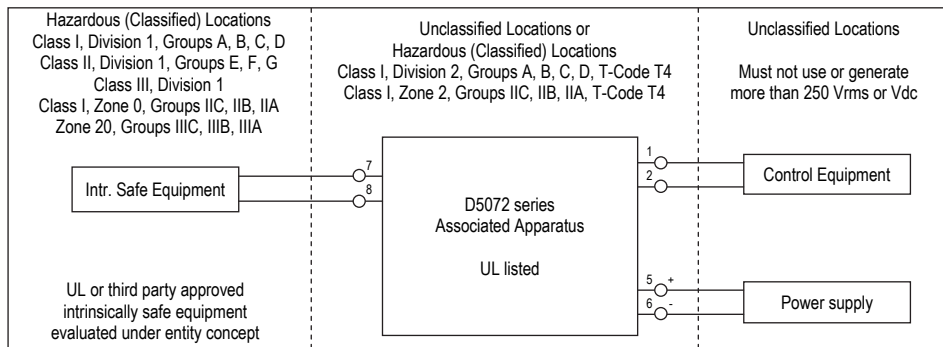 Hazardous (Classified) Locations
Class I, Division 1, Groups A, B, C, D
Class II, Division 1, Groups E, F, G
Class III, Division 1
Class I, Zone 0, Groups IIC, IIB, IIA
Zone 20, Groups IIIC, IIIB, IIIA
Unclassified Locations or
Hazardous (Classified) Locations
Class I, Division 2, Groups A, B, C, D, T-Code T4
Class I, Zone 2, Groups IIC, IIB, IIA, T-Code T4
Unclassified Locations
Must not use or generate
more than 250 Vrms or Vdc
Intr. Safe Equipment
7
8
D5072 series
Associated Apparatus
UL listed
1
2
Control Equipment
5 +
6 -
Power supply
UL or third party approved
intrinsically safe equipment
evaluated under entity concept